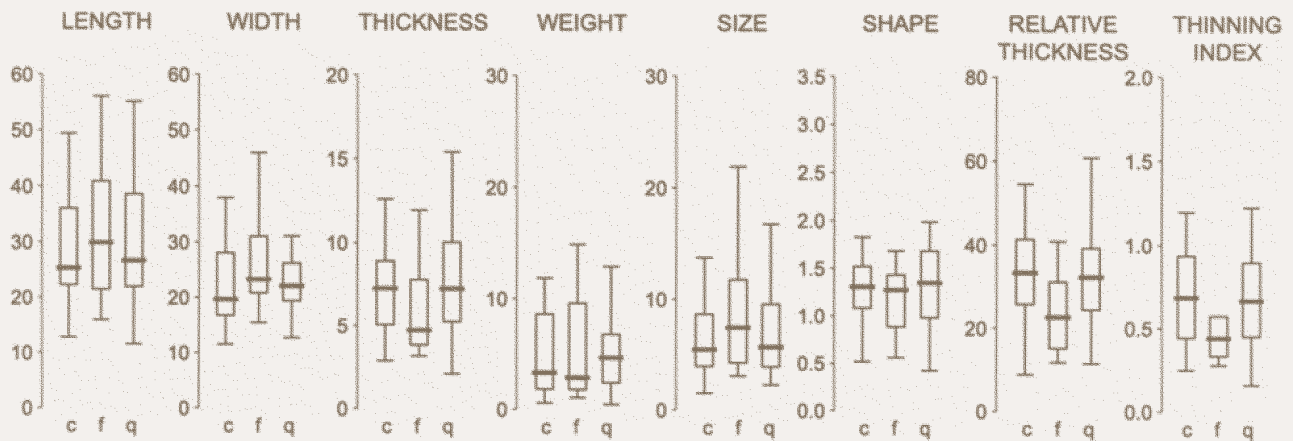 LENGTH WIDTH THICKNESS WEIGHT SIZE SHAPE RELATIVE THICKNESS THINNING INDEX
60 50 40 30 20 10 0
c f q
60 50 40 30 20 10 0
c f q
20 15 10 5 0
c f q
30 20 10 0
c f q
30 20 10 0
c f q
3.5 3.0 2.5 2.0 1.5 1.0 0.5 0.0
c f q
80 60 40 20 0
c f q
2.0 1.5 1.0 0.5 0.0
c f q